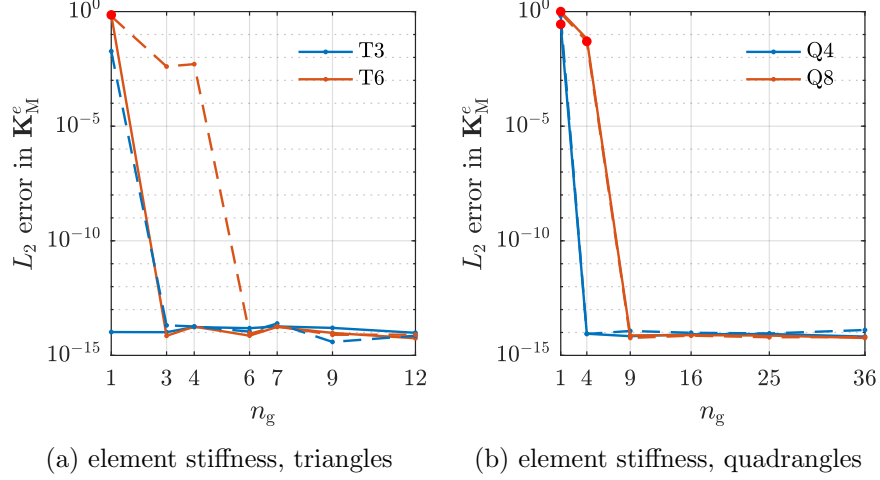 10^0
10^-5
10^-10
10^-15
L_2 error in K_M^e
T3
T6
1 3 4 6 7 9 12
n_g
(a) element stiffness, triangles
10^0
10^-5
10^-10
10^-15
L_2 error in K_M^e
Q4
Q8
1 4 9 16 25 36
n_g
(b) element stiffness, quadrangles